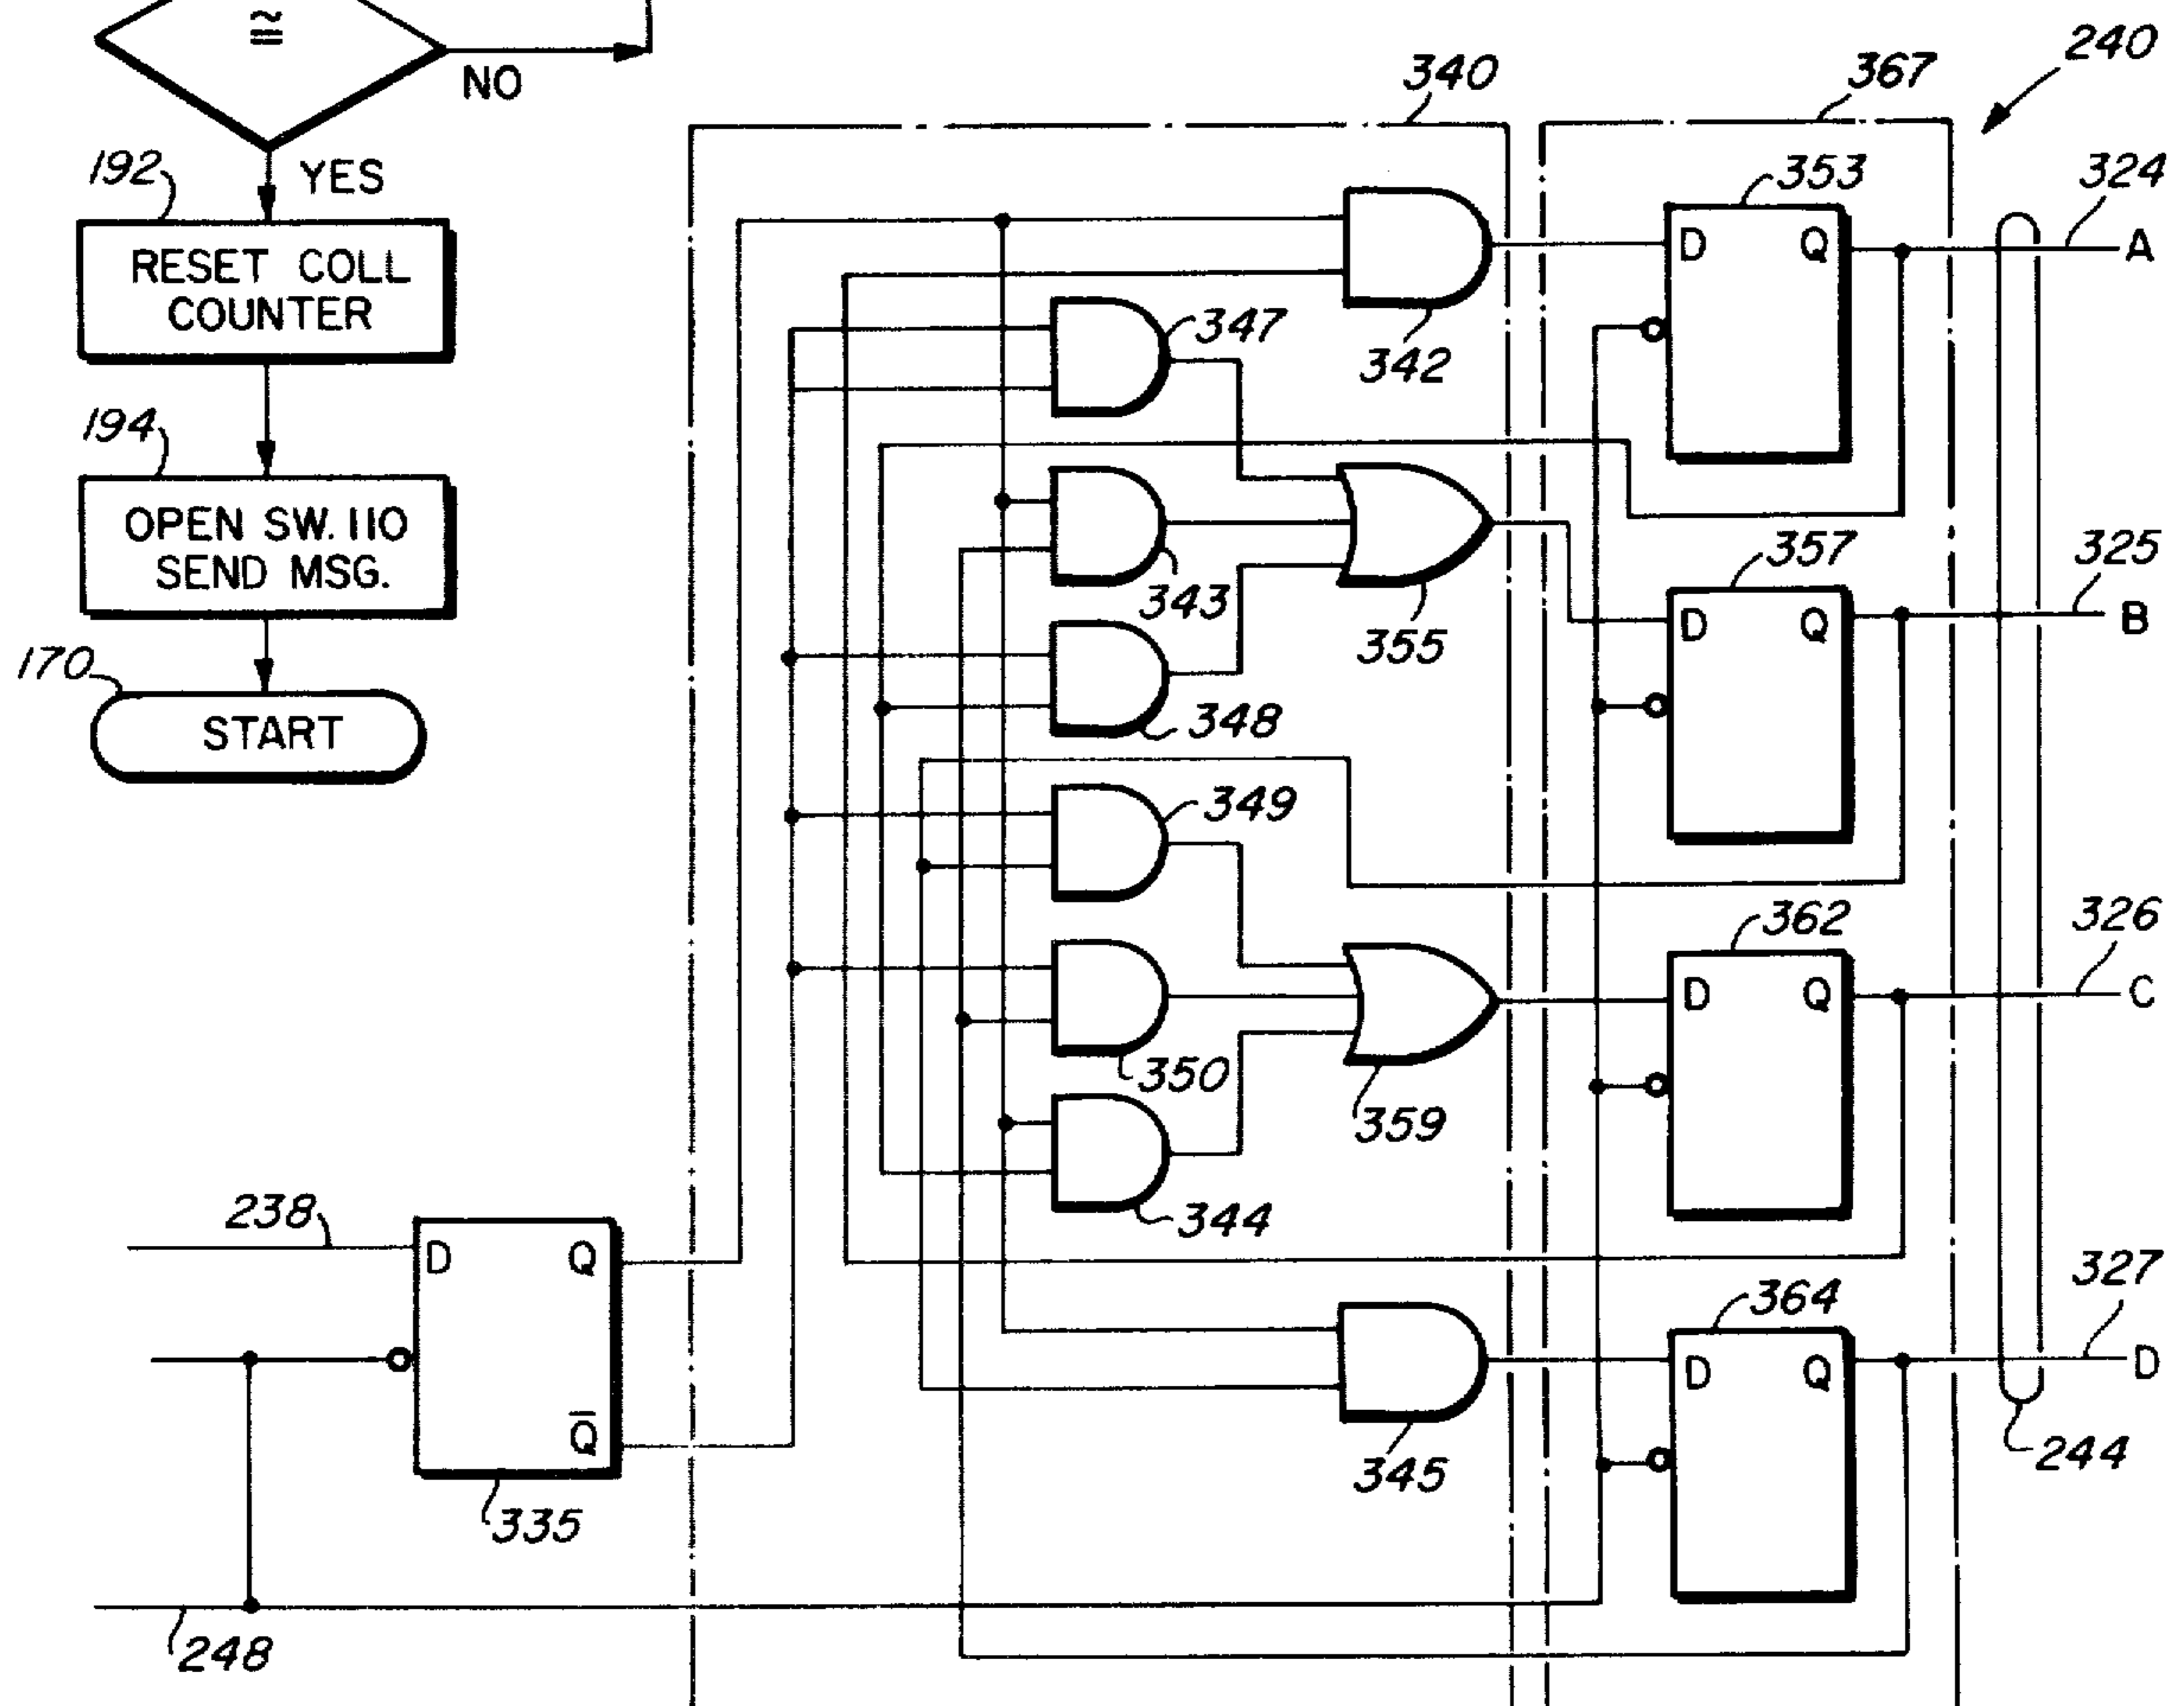 ≅
NO
YES
192
RESET COLL
COUNTER
194
OPEN SW. 110
SEND MSG.
170
START
240
340
367
353
324
D Q A
347
342
357
325
343
355
D Q B
348
349
362
326
D Q C
350
359
344
238
D Q
Q̅
335
364
327
D Q D
345
244
248